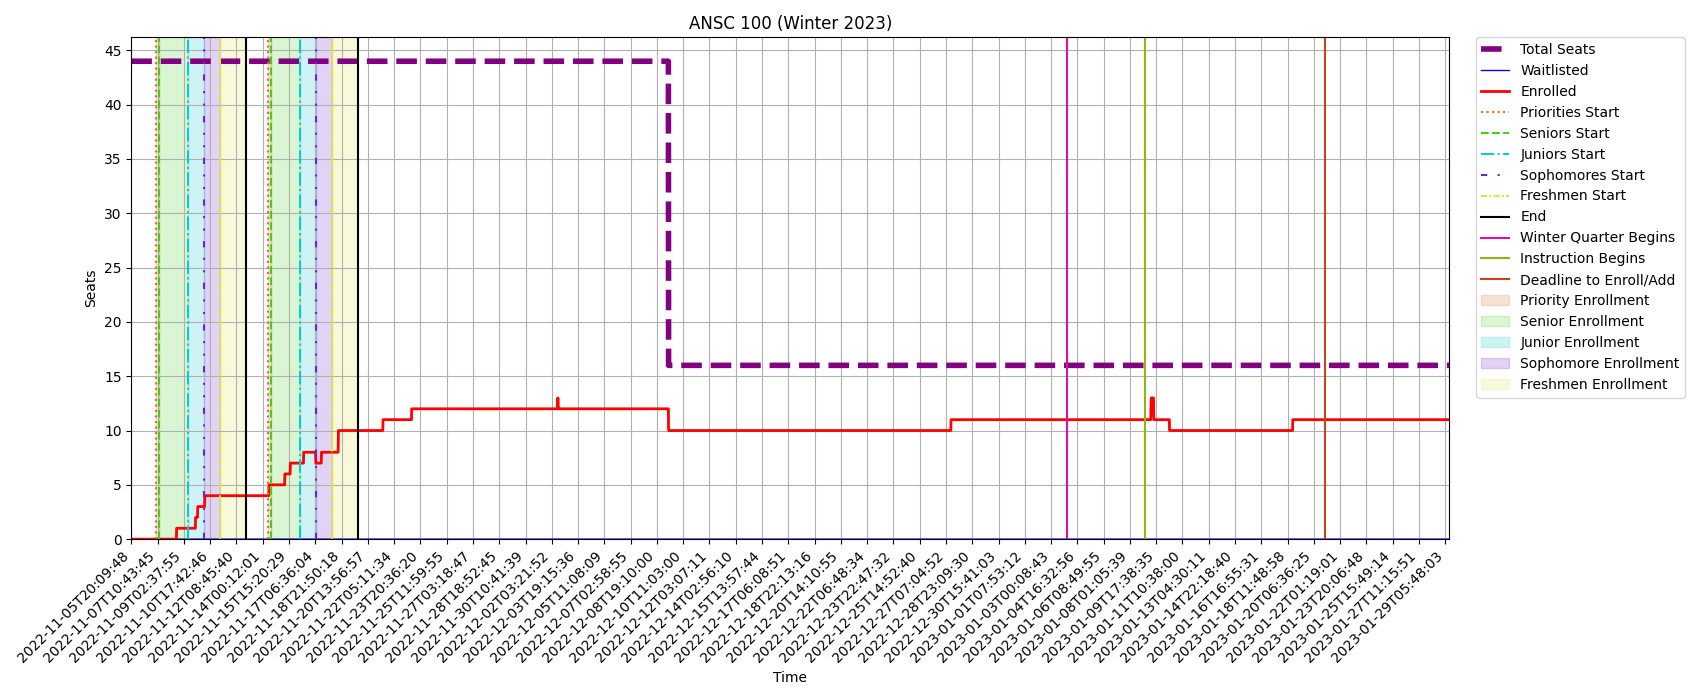 ANSC 100 (Winter 2023)
Seats
45
40
35
30
25
20
15
10
5
0
2022-11-05T20:09:48
2022-11-07T10:43:45
2022-11-09T02:37:55
2022-11-10T17:42:46
2022-11-12T08:45:40
2022-11-14T00:12:01
2022-11-15T15:20:29
2022-11-17T06:36:04
2022-11-18T21:50:18
2022-11-20T13:56:57
2022-11-22T05:11:34
2022-11-23T20:36:20
2022-11-25T11:59:55
2022-11-27T03:18:47
2022-11-28T18:52:45
2022-11-30T10:41:39
2022-12-02T03:21:52
2022-12-03T19:15:36
2022-12-05T11:08:09
2022-12-07T02:58:55
2022-12-08T19:10:00
2022-12-10T11:03:00
2022-12-12T03:07:11
2022-12-14T02:56:10
2022-12-15T13:57:44
2022-12-17T06:08:51
2022-12-18T22:13:16
2022-12-20T14:10:55
2022-12-22T06:48:34
2022-12-23T22:47:32
2022-12-25T14:52:40
2022-12-27T07:04:52
2022-12-28T23:09:30
2022-12-30T15:41:03
2023-01-01T07:53:12
2023-01-03T00:08:43
2023-01-04T16:32:56
2023-01-06T08:49:55
2023-01-08T01:05:39
2023-01-09T17:38:35
2023-01-11T10:38:00
2023-01-13T04:30:11
2023-01-14T22:18:40
2023-01-16T16:55:31
2023-01-18T11:48:58
2023-01-20T06:36:25
2023-01-22T01:19:01
2023-01-23T20:06:48
2023-01-25T15:49:14
2023-01-27T11:15:51
2023-01-29T05:48:03
Time
Total Seats
Waitlisted
Enrolled
Priorities Start
Seniors Start
Juniors Start
Sophomores Start
Freshmen Start
End
Winter Quarter Begins
Instruction Begins
Deadline to Enroll/Add
Priority Enrollment
Senior Enrollment
Junior Enrollment
Sophomore Enrollment
Freshmen Enrollment